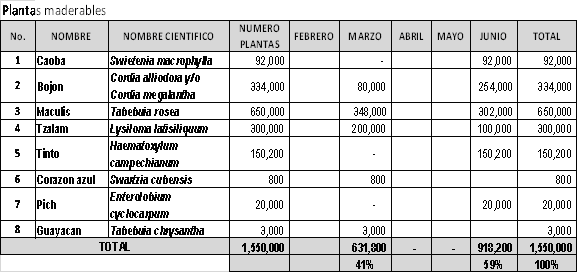 Plantas maderables
No. NOMBRE NOMBRE CIENTIFICO NUMERO PLANTAS FEBRERO MARZO ABRIL MAYO JUNIO TOTAL
1 Caoba Swietenia macrophylla 92,000 - 92,000 92,000
2 Bojon Cordia alliodora y/o Cordia megalantha 334,000 80,000 254,000 334,000
3 Maculis Tabebuia rosea 650,000 348,000 302,000 650,000
4 Tzalam Lysiloma latisiliquum 300,000 200,000 100,000 300,000
5 Tinto Haematoxylum campechianum 150,200 - 150,200 150,200
6 Corazon azul Swartzia cubensis 800 800 800
7 Pich Enterolobium cyclocarpum 20,000 - 20,000 20,000
8 Guayacan Tabebuia chrysantha 3,000 3,000 3,000
TOTAL 1,550,000 631,800 - - 918,200 1,550,000
41% 59% 100%